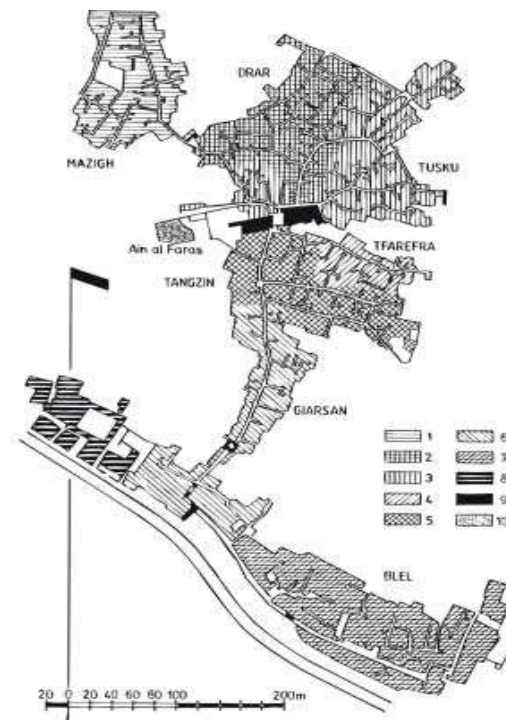 DRAR
MAZIGH
TUSKU
Ain al Faras
TFAREFRA
TANGZIN
GIARSAN
1 6
2 7
3 8
4 9
5 10
BLEL
20 0 20 40 60 80 100 200m